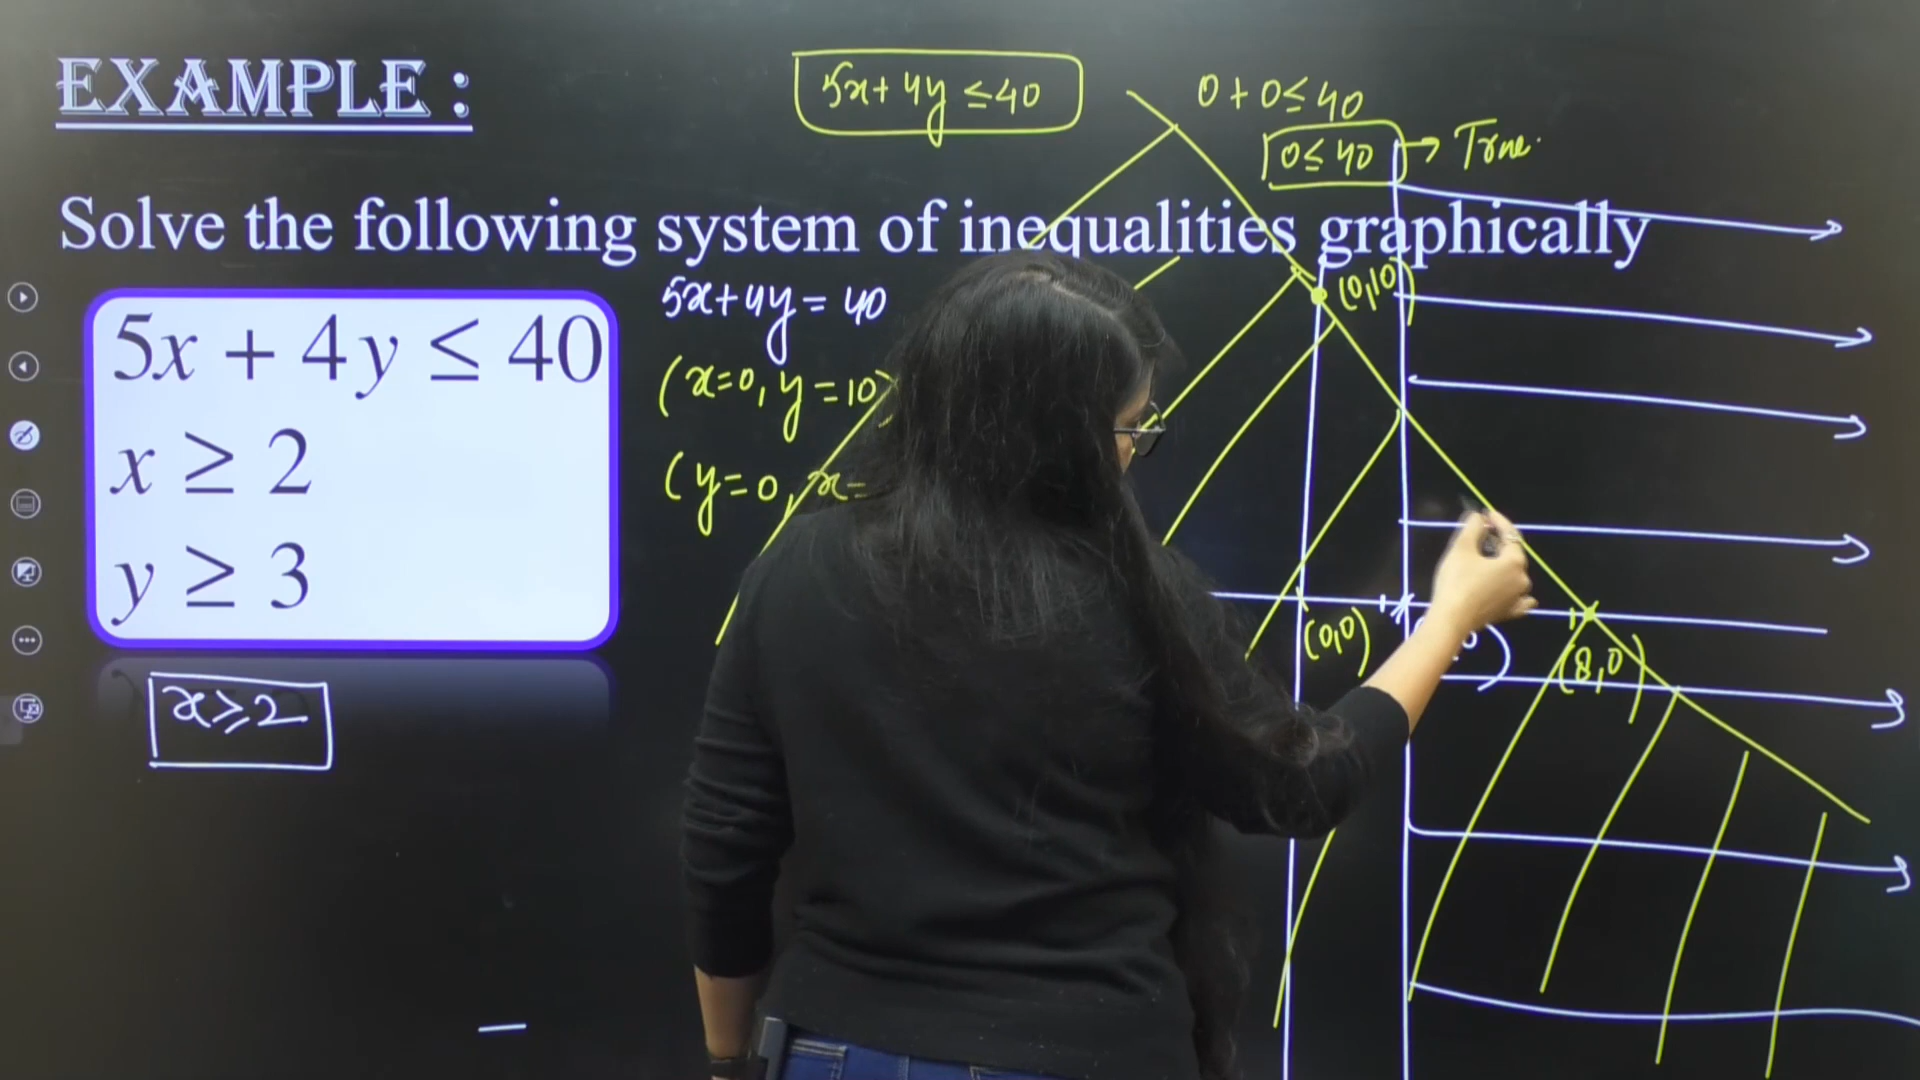 EXAMPLE :
5x + 4y ≤ 40
0 + 0 ≤ 40
0 ≤ 40 → True.
Solve the following system of inequalities graphically
5x + 4y ≤ 40
x ≥ 2
y ≥ 3
5x + 4y = 40
(x=0, y=10)
(y=0, x=
(0,10)
(0,0)
(8,0)
x ≥ 2